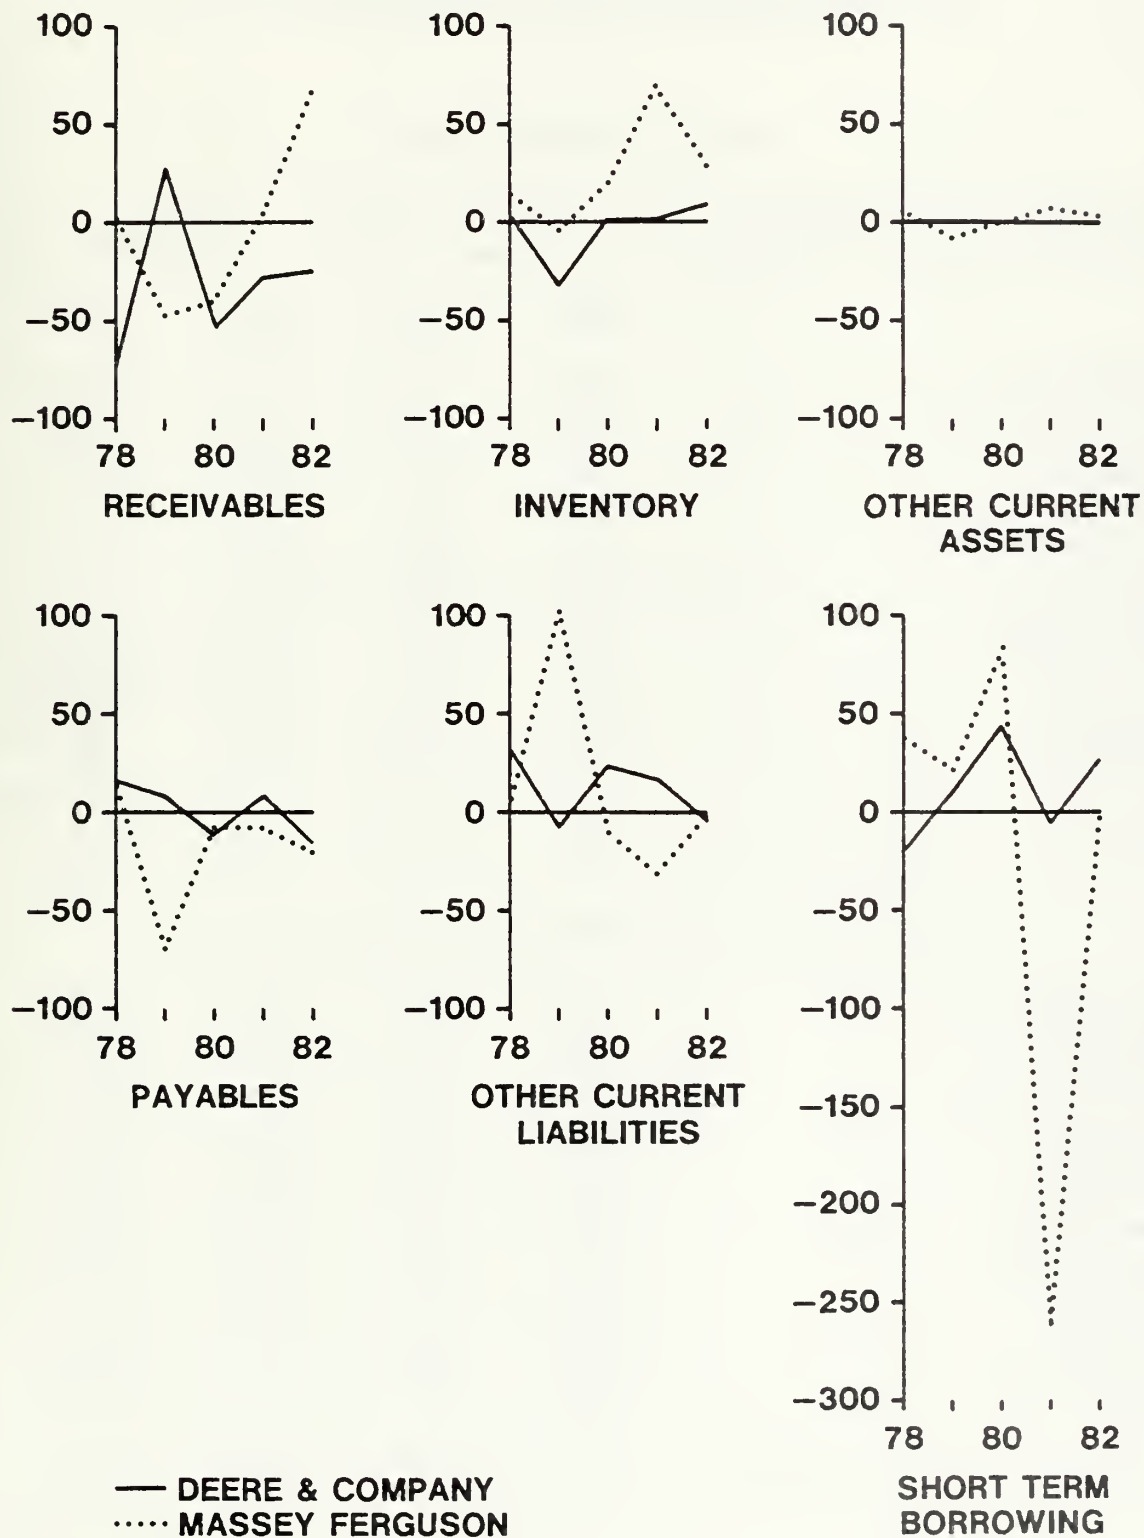 100
50
0
−50
−100
78 80 82
RECEIVABLES
100
50
0
−50
−100
78 80 82
INVENTORY
100
50
0
−50
−100
78 80 82
OTHER CURRENT
ASSETS
100
50
0
−50
−100
78 80 82
PAYABLES
100
50
0
−50
−100
78 80 82
OTHER CURRENT
LIABILITIES
100
50
0
−50
−100
−150
−200
−250
−300
78 80 82
SHORT TERM
BORROWING
DEERE & COMPANY
MASSEY FERGUSON